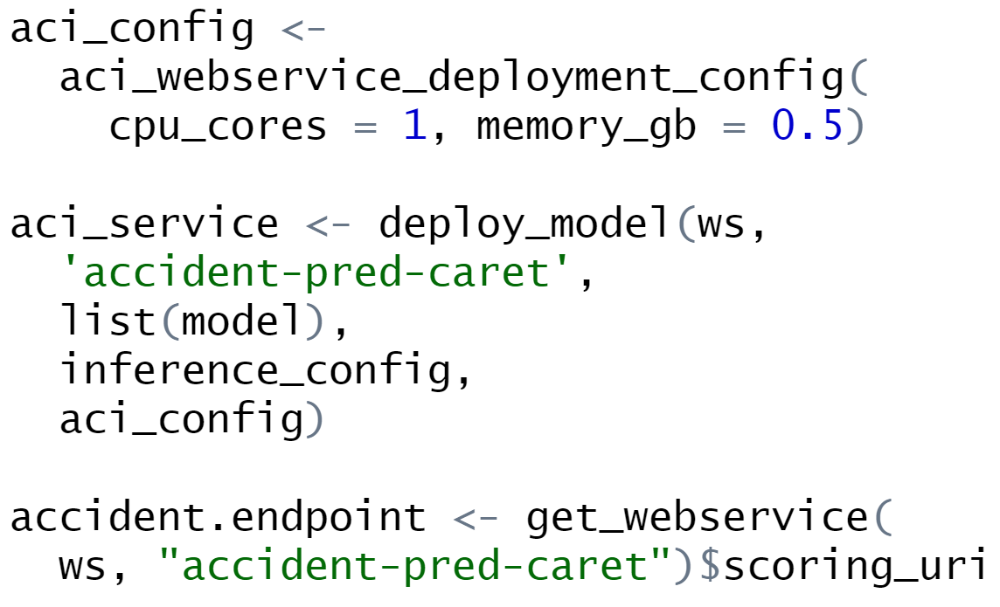 aci_config <-
  aci_webservice_deployment_config(
    cpu_cores = 1, memory_gb = 0.5)

aci_service <- deploy_model(ws,
  'accident-pred-caret',
  list(model),
  inference_config,
  aci_config)

accident.endpoint <- get_webservice(
  ws, "accident-pred-caret")$scoring_uri